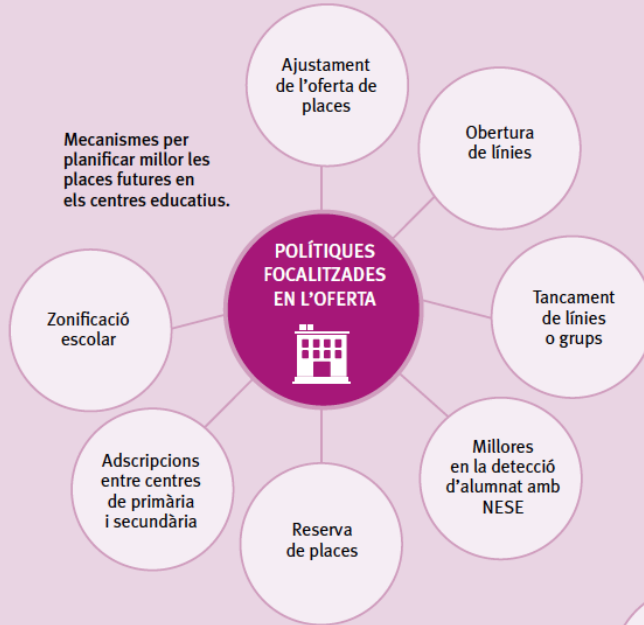 Ajustament
de l’oferta de
places
Obertura
de línies
Mecanismes per
planificar millor les
places futures en
els centres educatius.
POLÍTIQUES
FOCALITZADES
EN L’OFERTA
Zonificació
escolar
Tancament
de línies
o grups
Adscripcions
entre centres
de primària
i secundària
Millores
en la detecció
d’alumnat amb
NESE
Reserva
de places